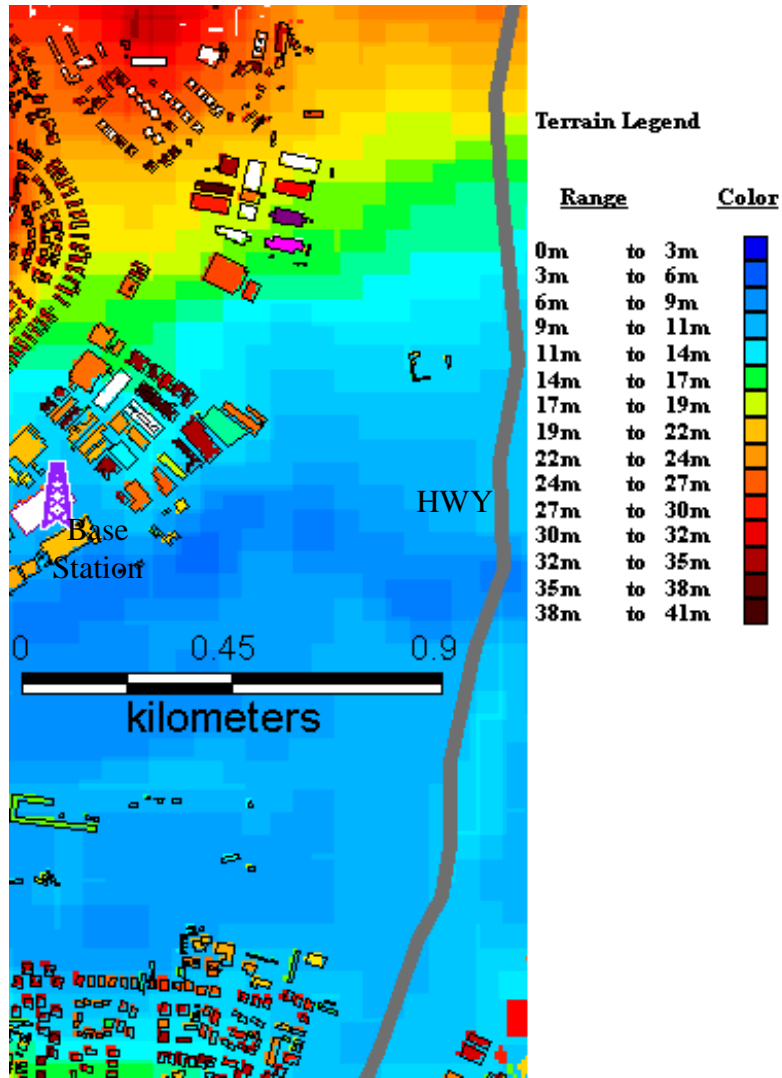 Terrain Legend
Range Color
0m to 3m
3m to 6m
6m to 9m
9m to 11m
11m to 14m
14m to 17m
17m to 19m
19m to 22m
22m to 24m
24m to 27m
27m to 30m
30m to 32m
32m to 35m
35m to 38m
38m to 41m
HWY
Base
Station
0 0.45 0.9
kilometers